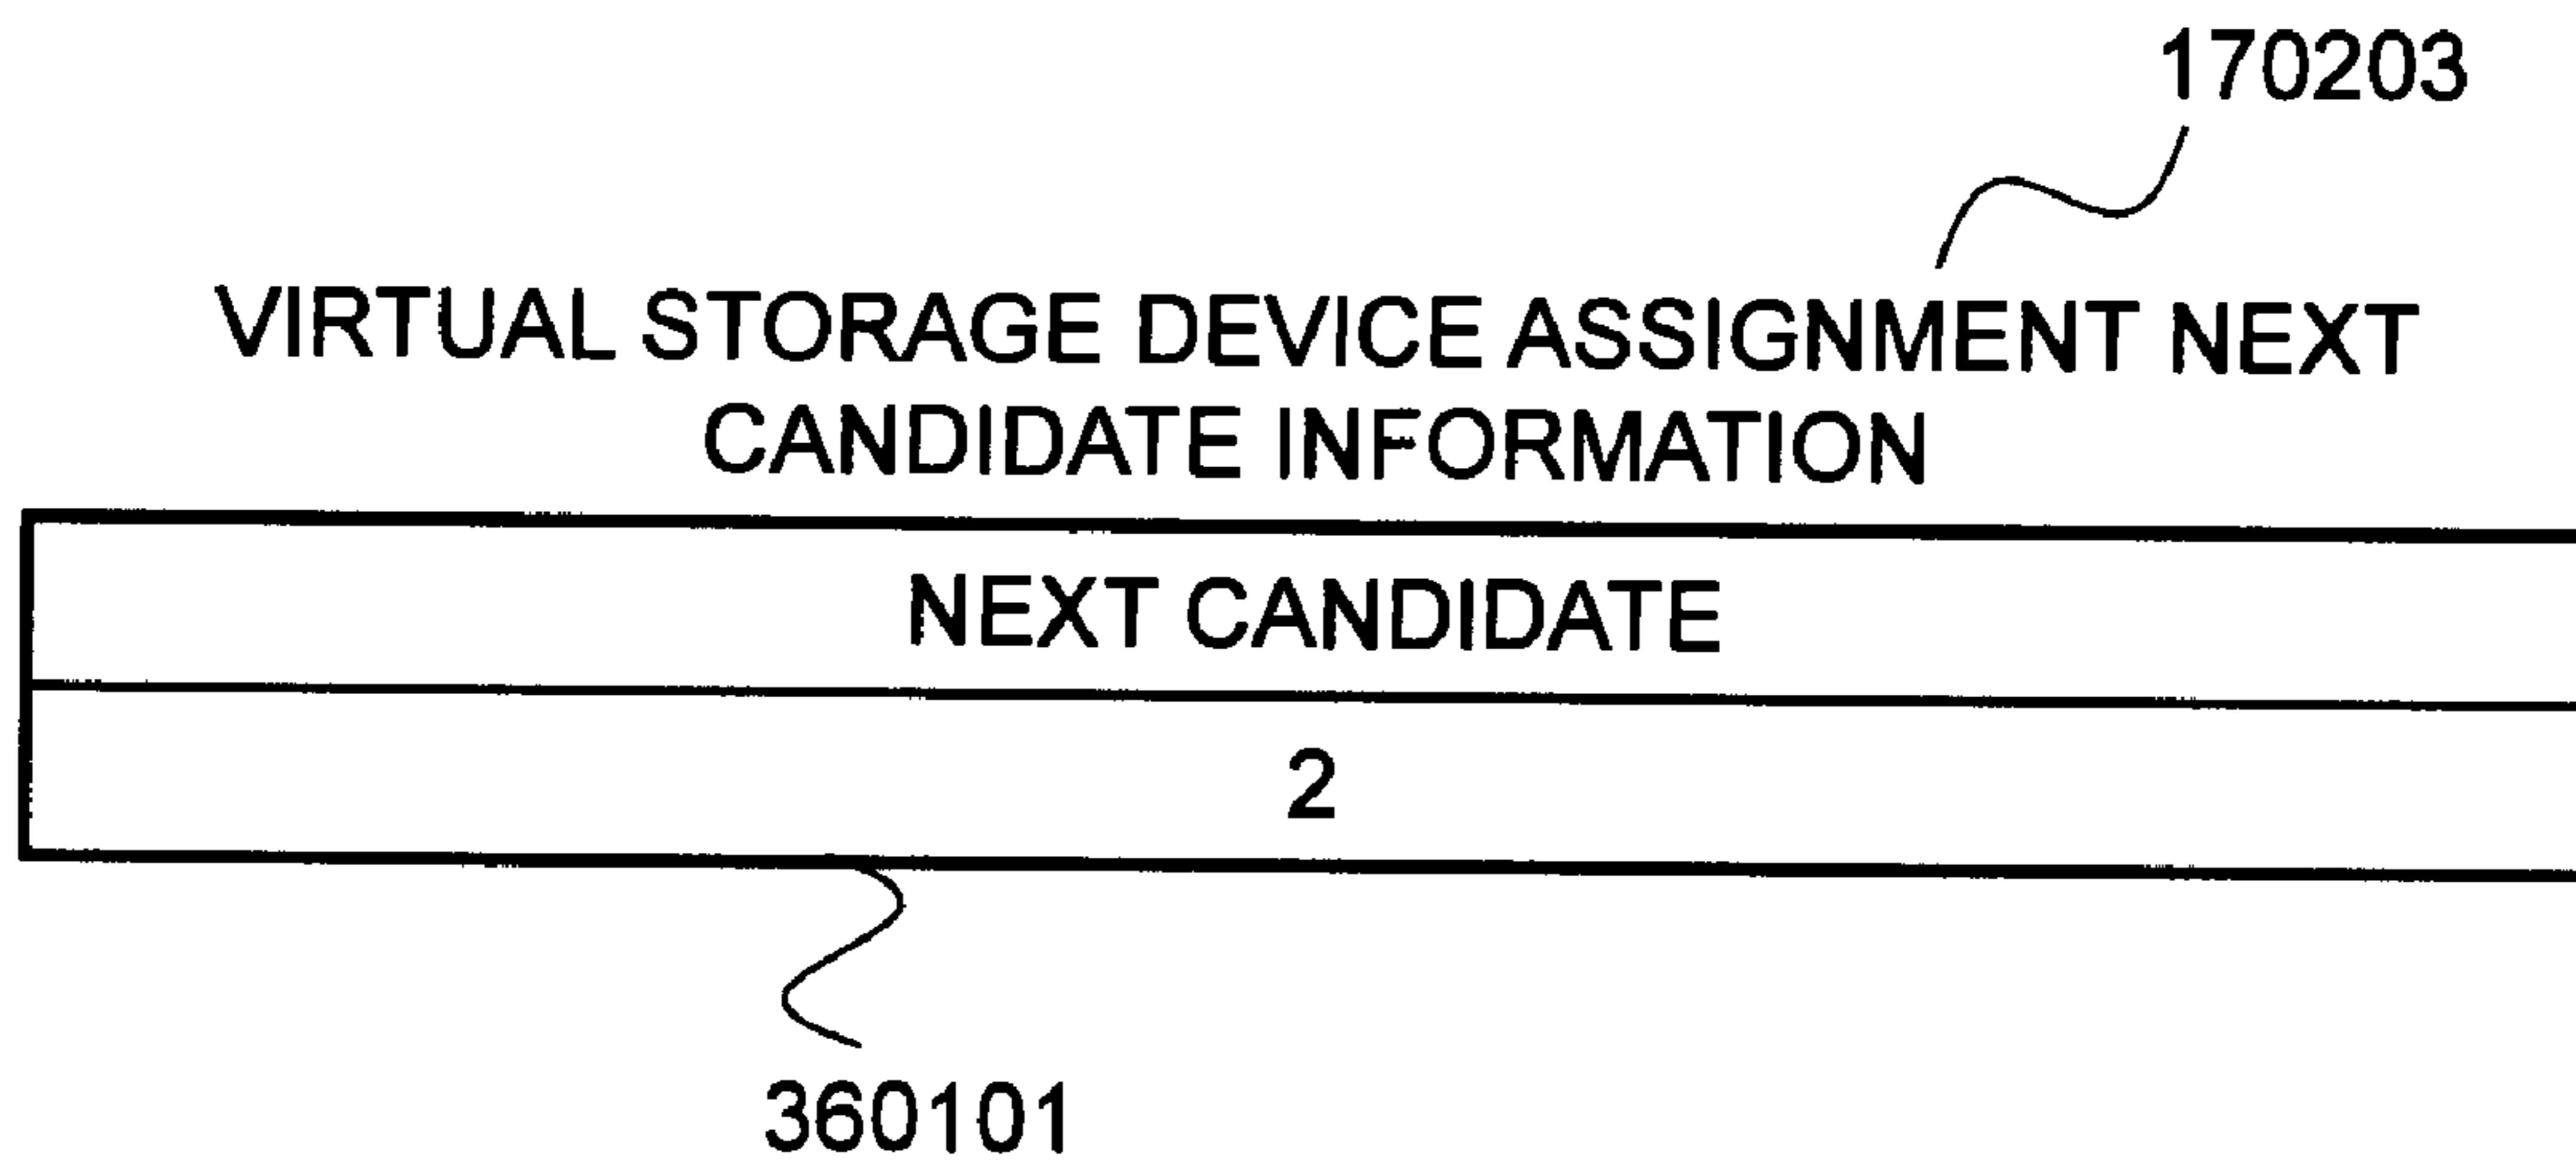 170203
VIRTUAL STORAGE DEVICE ASSIGNMENT NEXT
CANDIDATE INFORMATION
NEXT CANDIDATE
2
360101